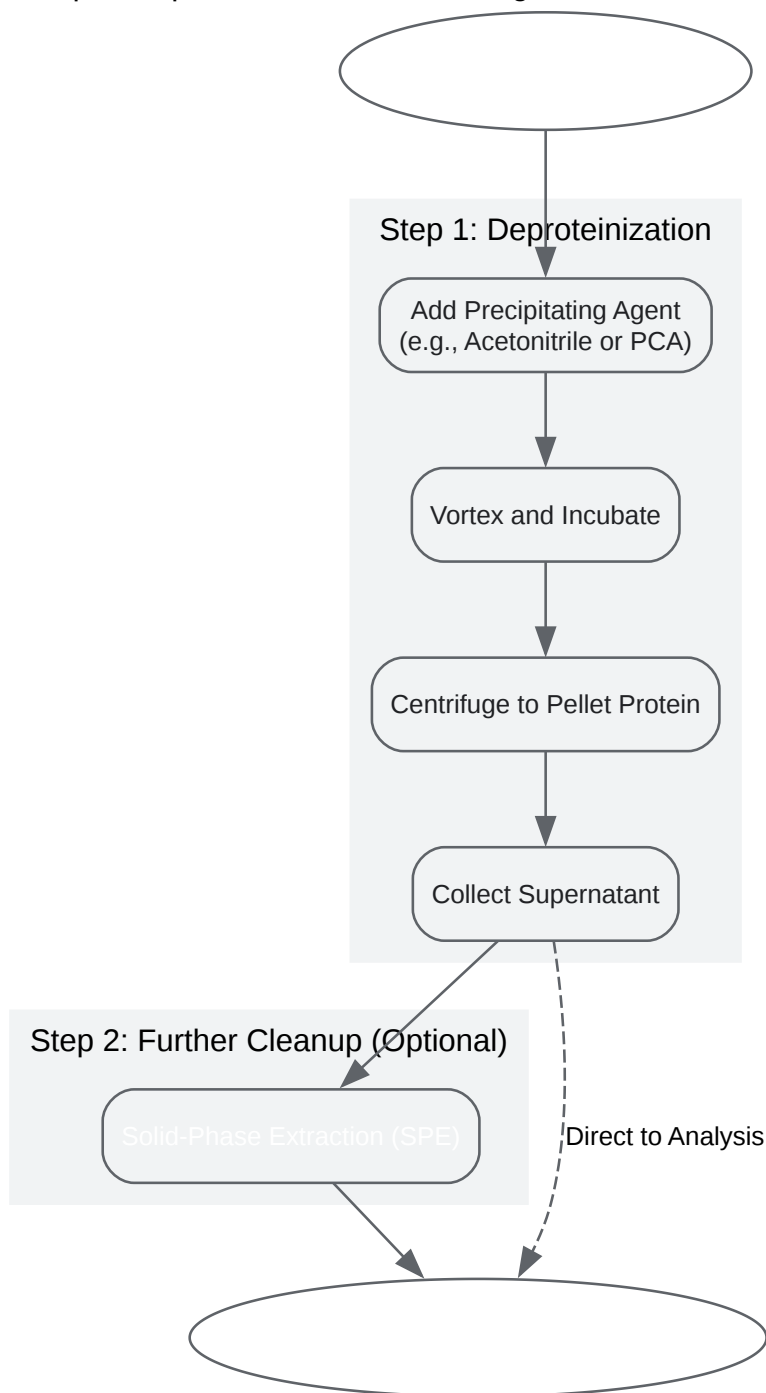 Step 1: Deproteinization
Add Precipitating Agent
(e.g., Acetonitrile or PCA)
Vortex and Incubate
Centrifuge to Pellet Protein
Collect Supernatant
Step 2: Further Cleanup (Optional)
Solid-Phase Extraction (SPE)
Direct to Analysis